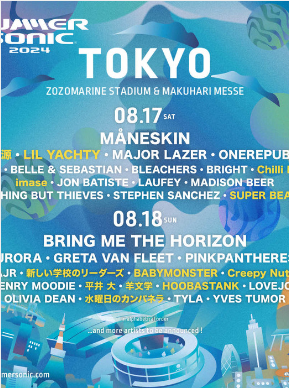 SUMMER
SONIC
2024
TOKYO
ZOZOMARINE STADIUM & MAKUHARI MESSE
08.17 SAT
MÅNESKIN
源 • LIL YACHTY • MAJOR LAZER • ONEREPUB
• BELLE & SEBASTIAN • BLEACHERS • BRIGHT • Chilli
imase • JON BATISTE • LAUFEY • MADISON BEER
HING BUT THIEVES • STEPHEN SANCHEZ • SUPER BEA
08.18 SUN
BRING ME THE HORIZON
URORA • GRETA VAN FLEET • PINKPANTHERES
AJR • 新しい学校のリーダーズ • BABYMONSTER • Creepy Nut
ENRY MOODIE • 平井 大 • 羊文学 • HOOBASTANK • LOVEJO
OLIVIA DEAN • 水曜日のカンパネラ • TYLA • YVES TUMOR
...and more artists to be announced !
mersonic.com